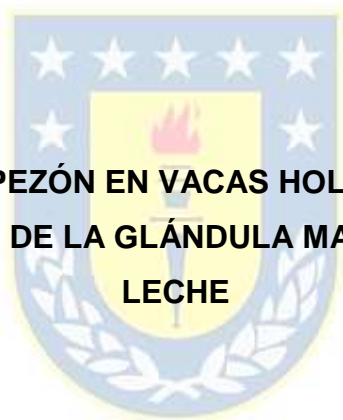 PEZÓN EN VACAS HOL
DE LA GLÁNDULA MA
LECHE